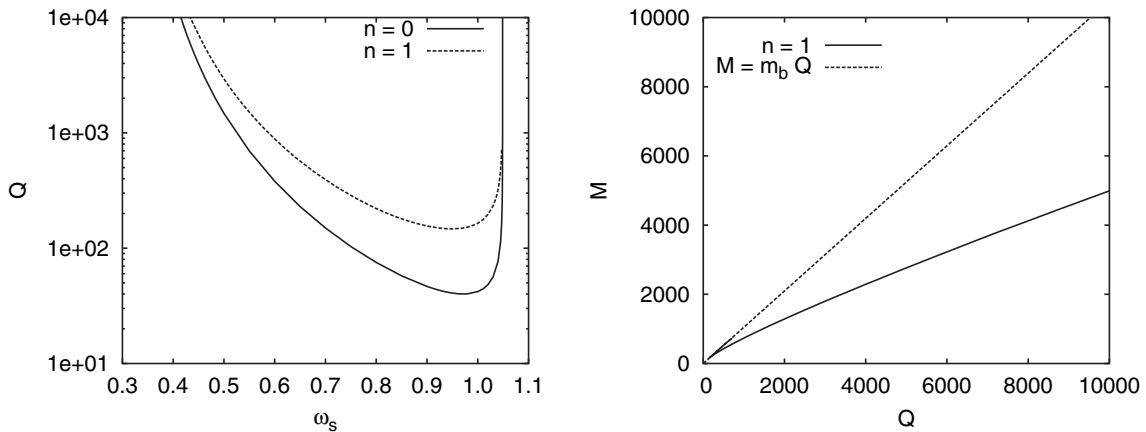 1e+04
1e+03
1e+02
1e+01
Q
n = 0
n = 1
0.3 0.4 0.5 0.6 0.7 0.8 0.9 1.0 1.1
ωs
10000
8000
6000
4000
2000
0
M
n = 1
M = mb Q
0 2000 4000 6000 8000 10000
Q